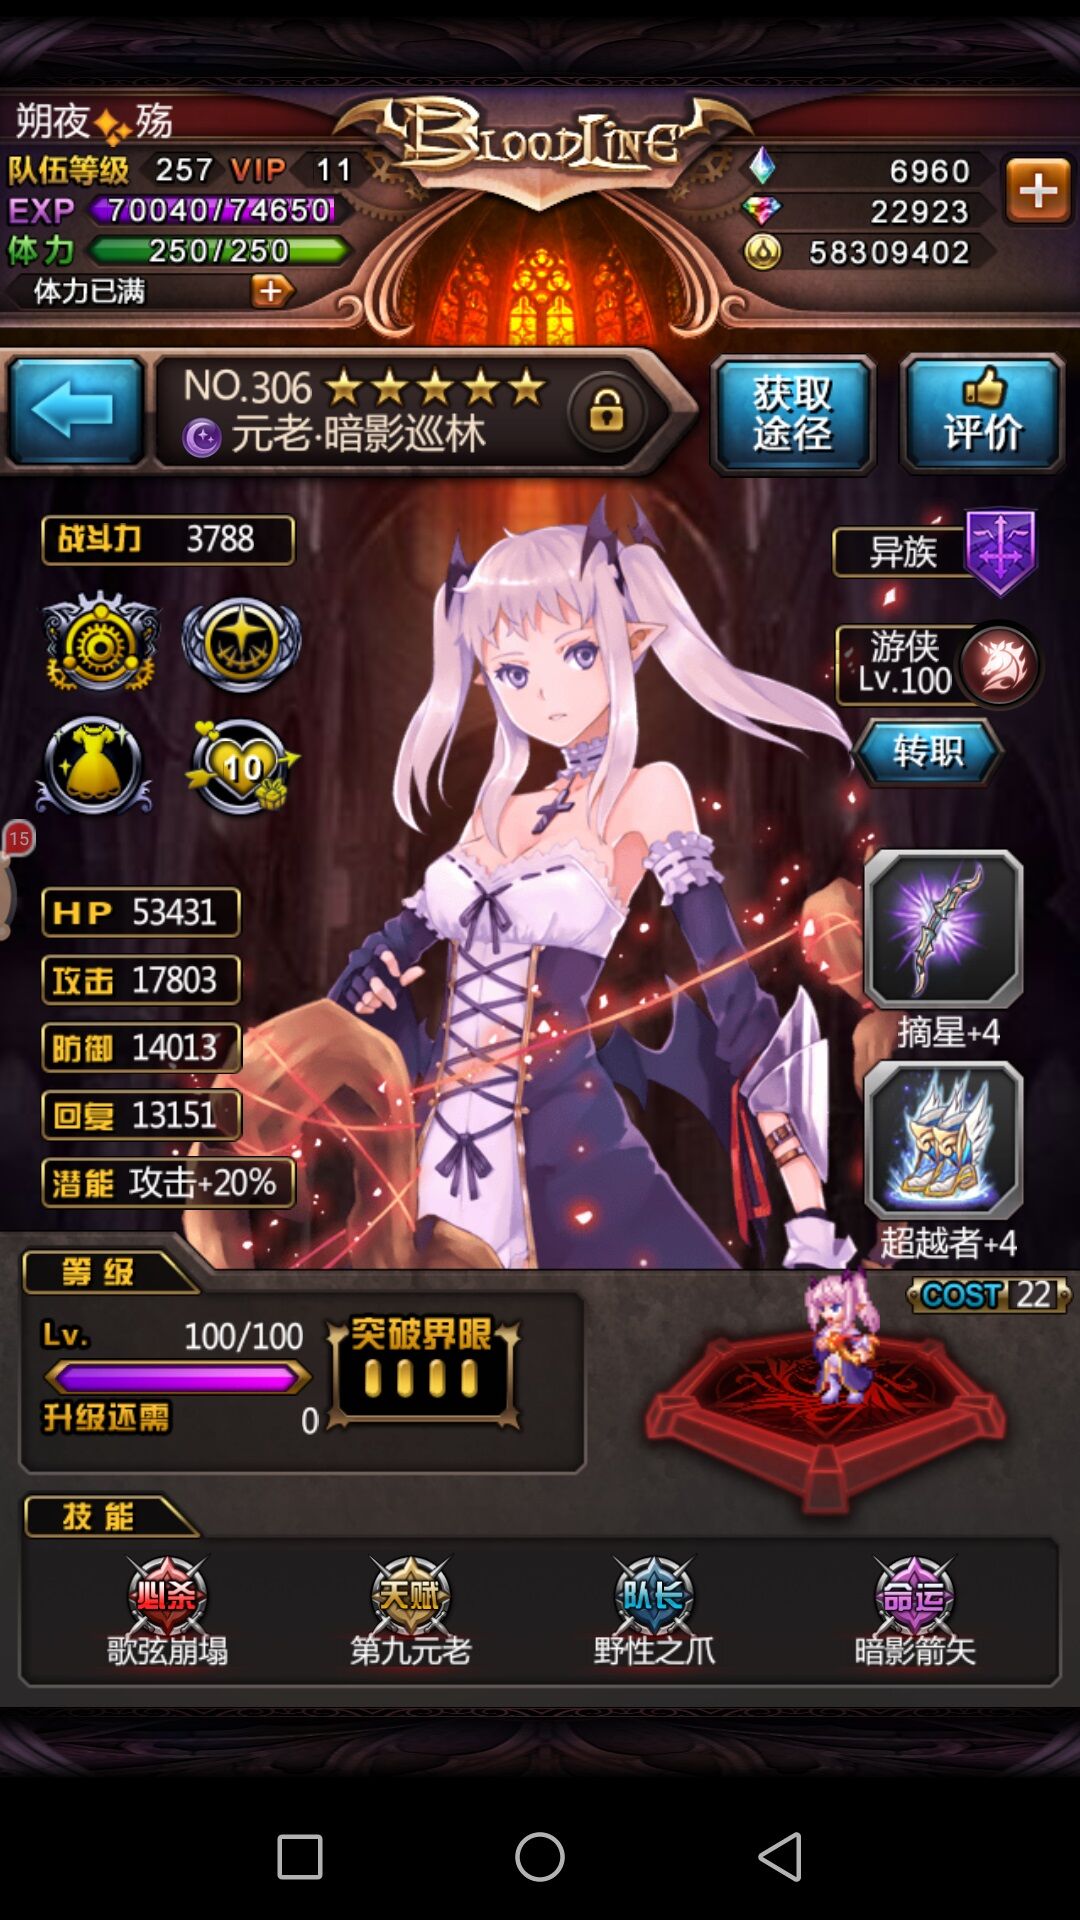 朔夜✨殇
BLOODLINE
队伍等级 257 VIP 11
6960
EXP 70040/74650
22923
体力 250/250
58309402
体力已满
NO.306 ★★★★★
元老·暗影巡林
获取
途径
评价
战斗力 3788
异族
游侠
Lv.100
转职
10
15
HP 53431
攻击 17803
防御 14013
回复 13151
潜能 攻击+20%
摘星+4
超越者+4
等级
COST 22
Lv. 100/100
突破界限
升级还需 0
技能
必杀
天赋
队长
命运
歌弦崩塌
第九元老
野性之爪
暗影箭矢